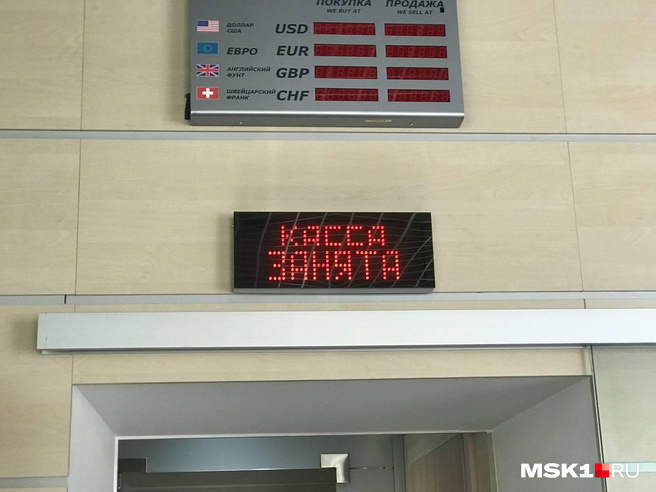 ПОКУПКА ПРОДАЖА
WE BUY AT WE SELL AT
ДОЛЛАР
США
USD
ЕВРО EUR
АНГЛИЙСКИЙ
ФУНТ
GBP
ШВЕЙЦАРСКИЙ
ФРАНК
CHF
КАССА
ЗАНЯТА
MSK1.RU